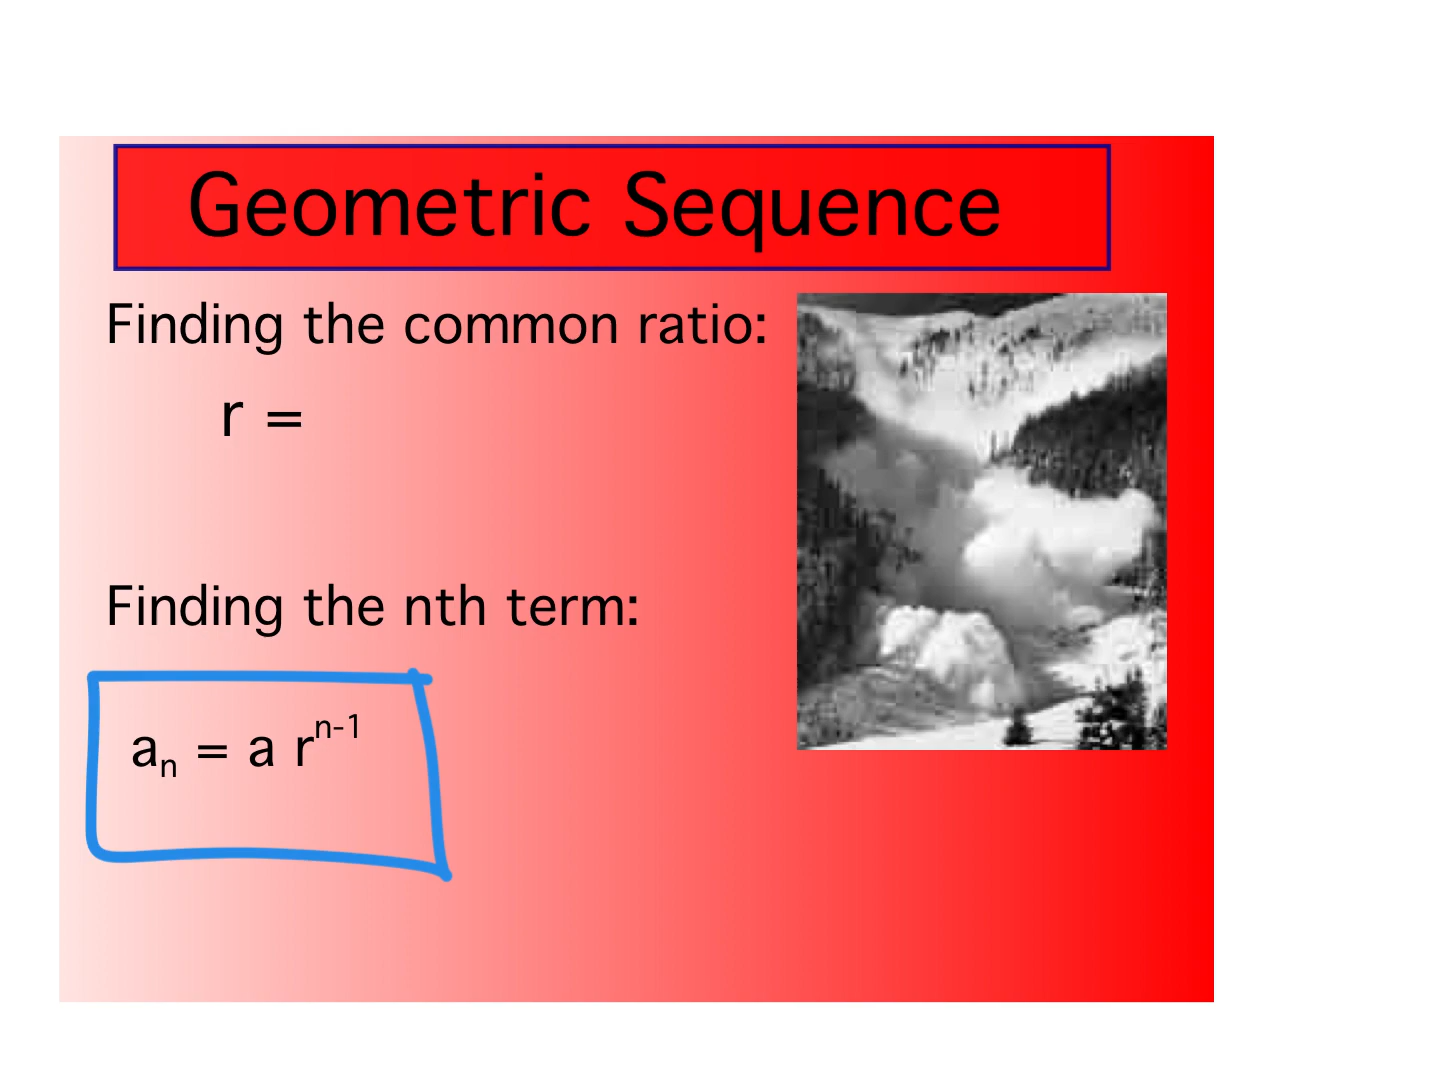 Geometric Sequence
Finding the common ratio:
r =
Finding the nth term:
aₙ = a rⁿ⁻¹